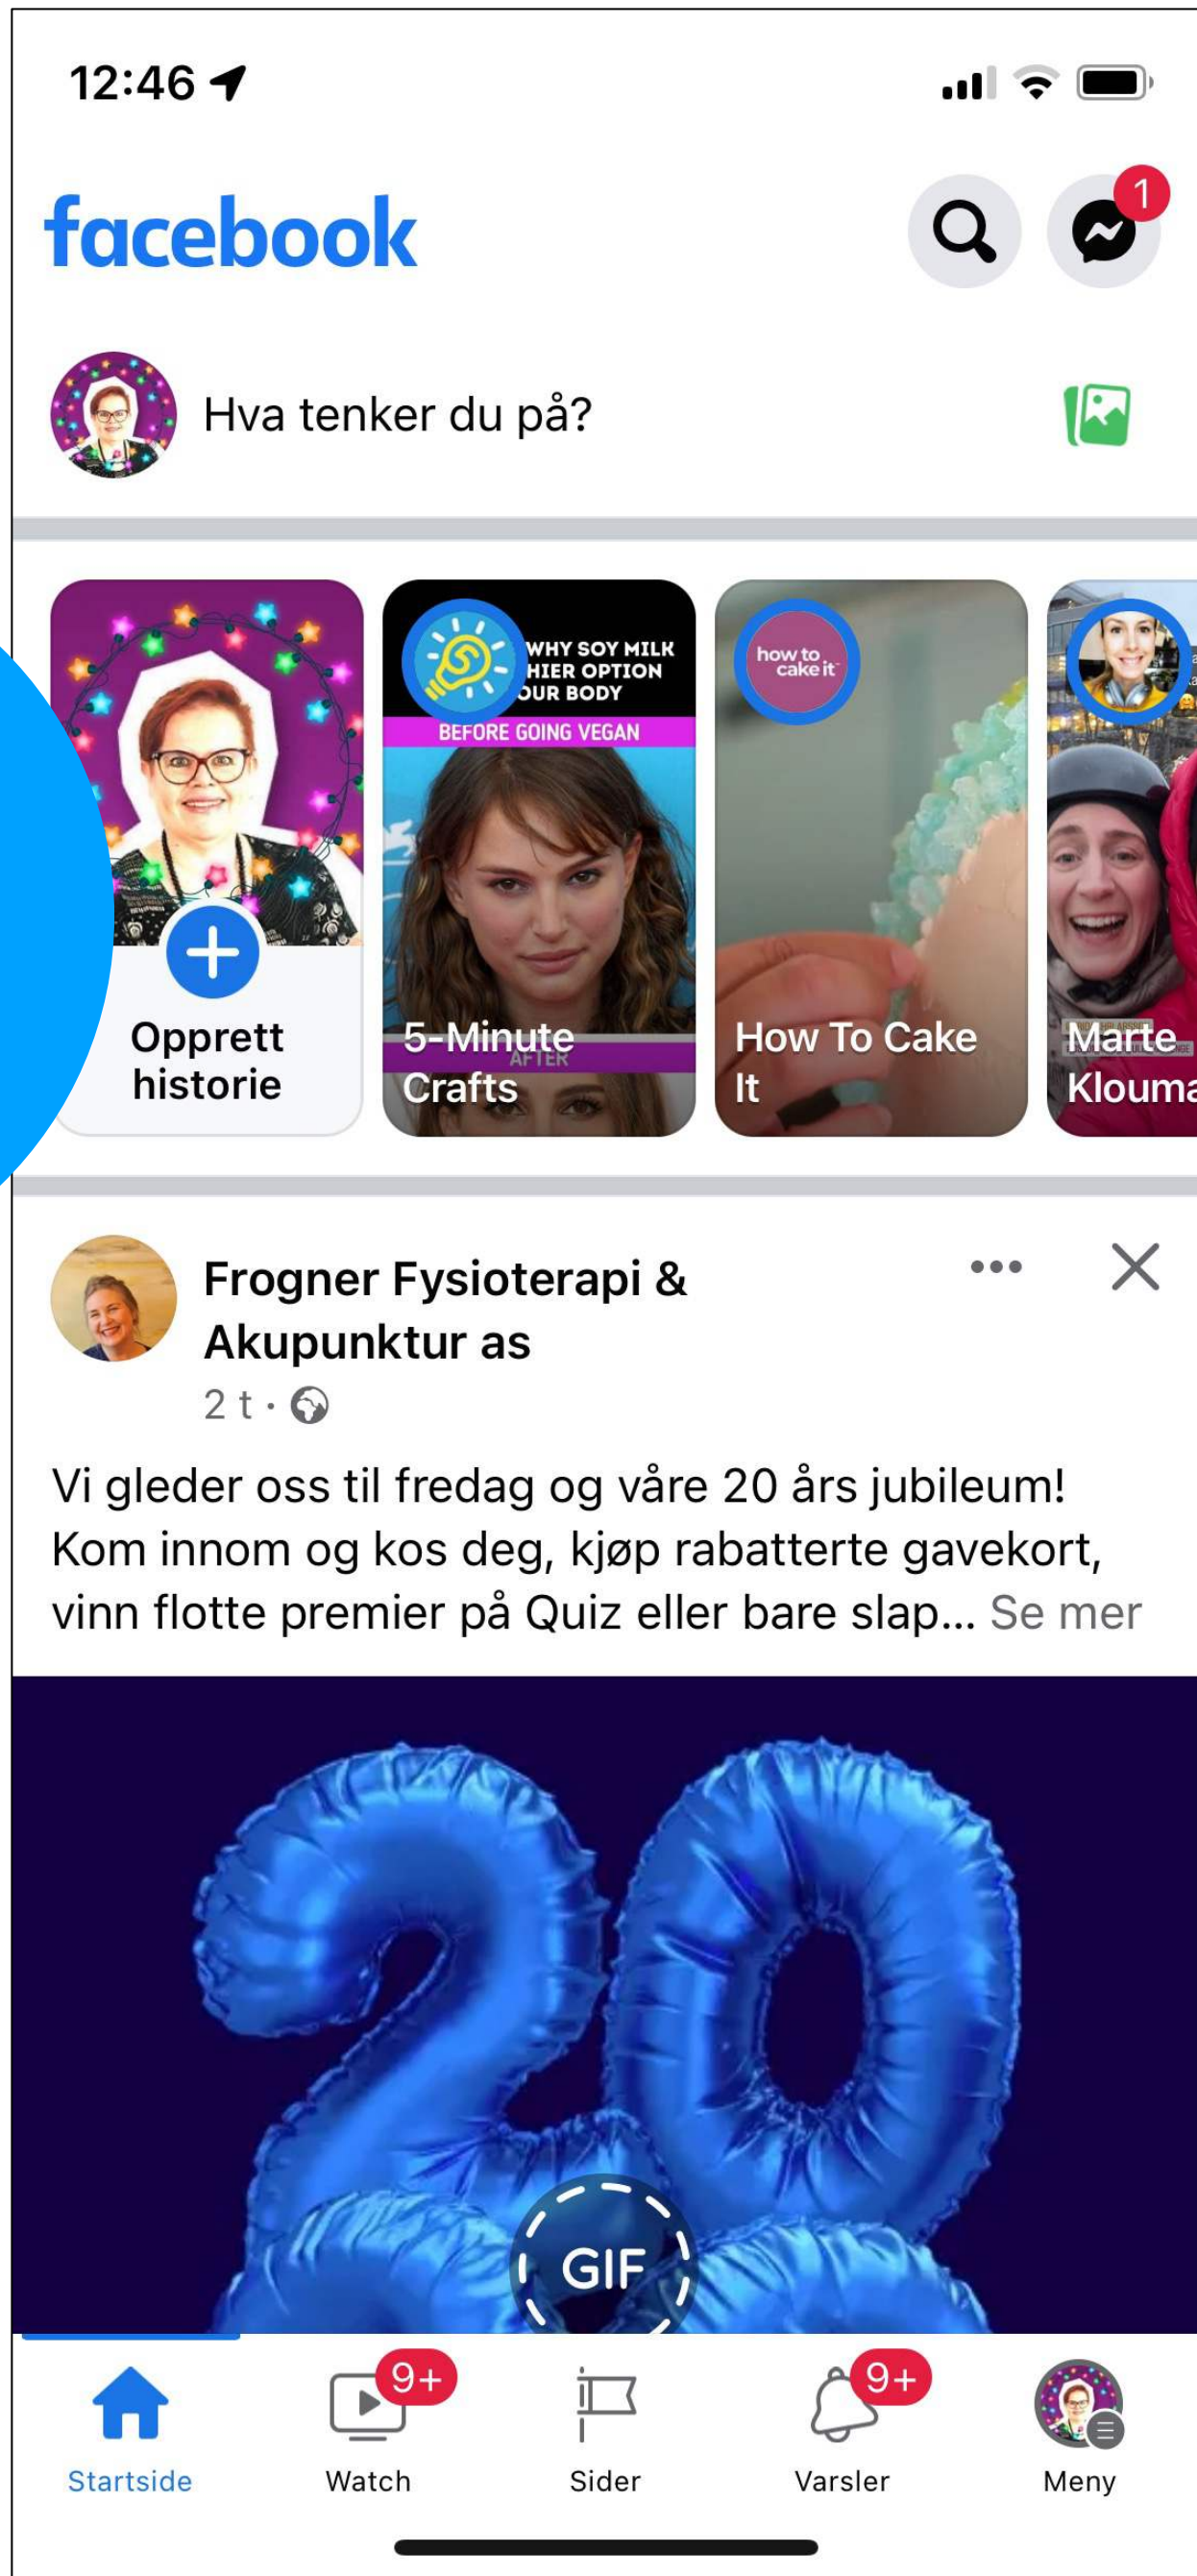 12:46
facebook
1
Hva tenker du på?
WHY SOY MILK
HIER OPTION
OUR BODY
BEFORE GOING VEGAN
how to
cake it
Opprett
historie
5-Minute
Crafts
AFTER
How To Cake
It
Marte
Klouma
Frogner Fysioterapi &
Akupunktur as
2 t ·
Vi gleder oss til fredag og våre 20 års jubileum!
Kom innom og kos deg, kjøp rabatterte gavekort,
vinn flotte premier på Quiz eller bare slap... Se mer
20
GIF
9+
9+
Startside
Watch
Sider
Varsler
Meny